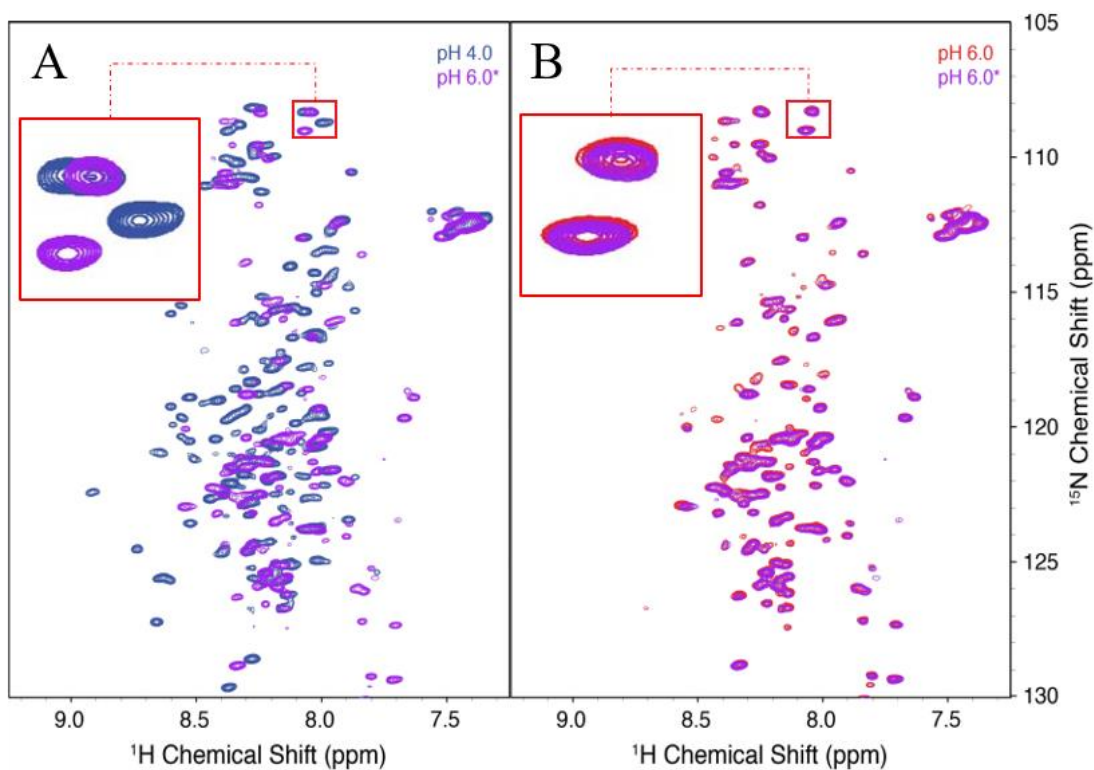 A
pH 4.0
pH 6.0*
B
pH 6.0
pH 6.0*
105
110
115
120
125
130
¹⁵N Chemical Shift (ppm)
9.0 8.5 8.0 7.5
¹H Chemical Shift (ppm)
9.0 8.5 8.0 7.5
¹H Chemical Shift (ppm)